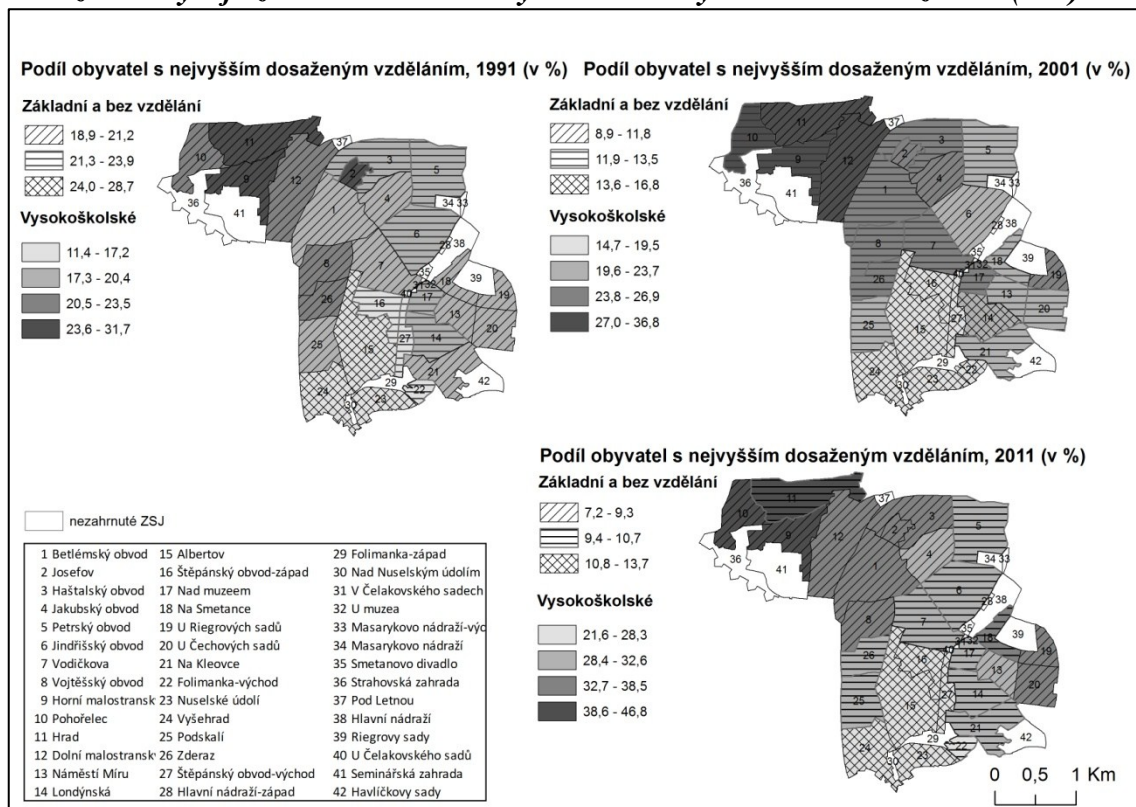 Podíl obyvatel s nejvyšším dosaženým vzděláním, 1991 (v %)
Základní a bez vzdělání
18,9 - 21,2
21,3 - 23,9
24,0 - 28,7
Vysokoškolské
11,4 - 17,2
17,3 - 20,4
20,5 - 23,5
23,6 - 31,7
Podíl obyvatel s nejvyšším dosaženým vzděláním, 2001 (v %)
Základní a bez vzdělání
8,9 - 11,8
11,9 - 13,5
13,6 - 16,8
Vysokoškolské
14,7 - 19,5
19,6 - 23,7
23,8 - 26,9
27,0 - 36,8
Podíl obyvatel s nejvyšším dosaženým vzděláním, 2011 (v %)
Základní a bez vzdělání
7,2 - 9,3
9,4 - 10,7
10,8 - 13,7
Vysokoškolské
21,6 - 28,3
28,4 - 32,6
32,7 - 38,5
38,6 - 46,8
nezahrnuté ZSJ
1 Betlémský obvod
2 Josefov
3 Haštalský obvod
4 Jakubský obvod
5 Petrský obvod
6 Jindřišský obvod
7 Vodičkova
8 Vojtěšský obvod
9 Horní malostransk
10 Pohořelec
11 Hrad
12 Dolní malostransk
13 Náměstí Míru
14 Londýnská
15 Albertov
16 Štěpánský obvod-západ
17 Nad muzeem
18 Na Smetance
19 U Riegrových sadů
20 U Čechových sadů
21 Na Kleovce
22 Folimanka-východ
23 Nuselské údolí
24 Vyšehrad
25 Podskalí
26 Zderaz
27 Štěpánský obvod-východ
28 Hlavní nádraží-západ
29 Folimanka-západ
30 Nad Nuselským údolím
31 V Čelakovského sadech
32 U muzea
33 Masarykovo nádraží-výc
34 Masarykovo nádraží
35 Smetanovo divadlo
36 Strahovská zahrada
37 Pod Letnou
38 Hlavní nádraží
39 Riegrovy sady
40 U Čelakovského sadů
41 Seminářská zahrada
42 Havlíčkovy sady
0 0,5 1 Km